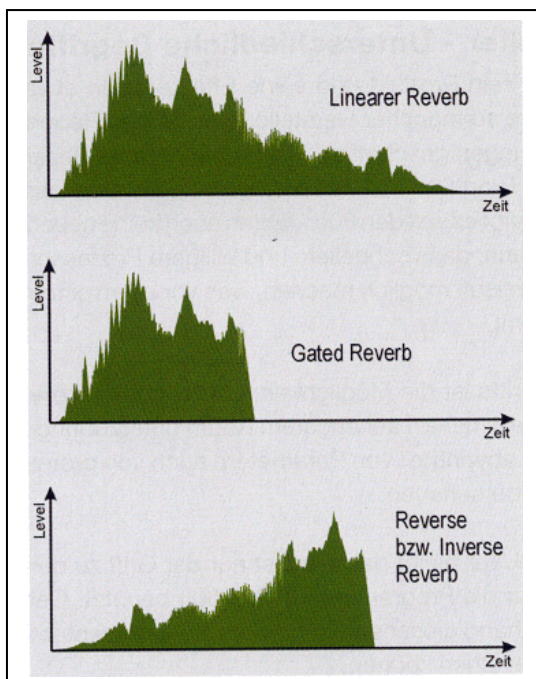 Level
Linearer Reverb
Zeit
Level
Gated Reverb
Zeit
Level
Reverse
bzw. Inverse
Reverb
Zeit